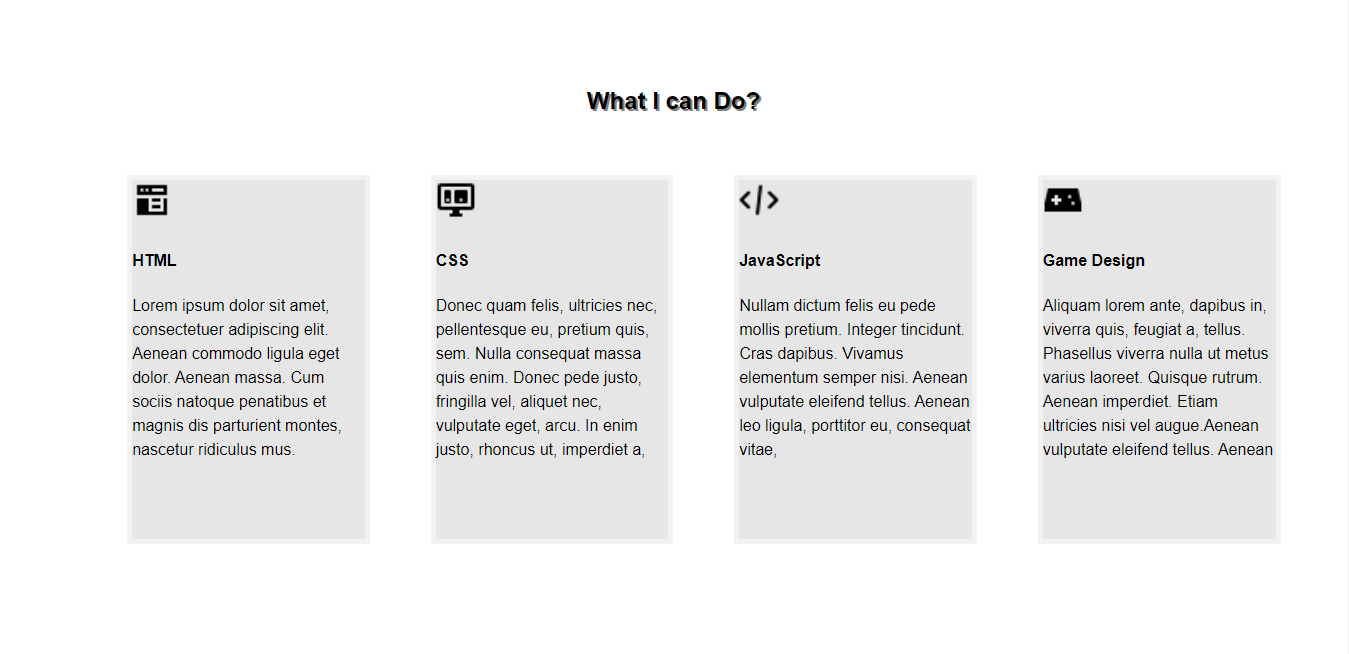 What I can Do?
HTML
Lorem ipsum dolor sit amet,
consectetuer adipiscing elit.
Aenean commodo ligula eget
dolor. Aenean massa. Cum
sociis natoque penatibus et
magnis dis parturient montes,
nascetur ridiculus mus.
CSS
Donec quam felis, ultricies nec,
pellentesque eu, pretium quis,
sem. Nulla consequat massa
quis enim. Donec pede justo,
fringilla vel, aliquet nec,
vulputate eget, arcu. In enim
justo, rhoncus ut, imperdiet a,
JavaScript
Nullam dictum felis eu pede
mollis pretium. Integer tincidunt.
Cras dapibus. Vivamus
elementum semper nisi. Aenean
vulputate eleifend tellus. Aenean
leo ligula, porttitor eu, consequat
vitae,
Game Design
Aliquam lorem ante, dapibus in,
viverra quis, feugiat a, tellus.
Phasellus viverra nulla ut metus
varius laoreet. Quisque rutrum.
Aenean imperdiet. Etiam
ultricies nisi vel augue.Aenean
vulputate eleifend tellus. Aenean